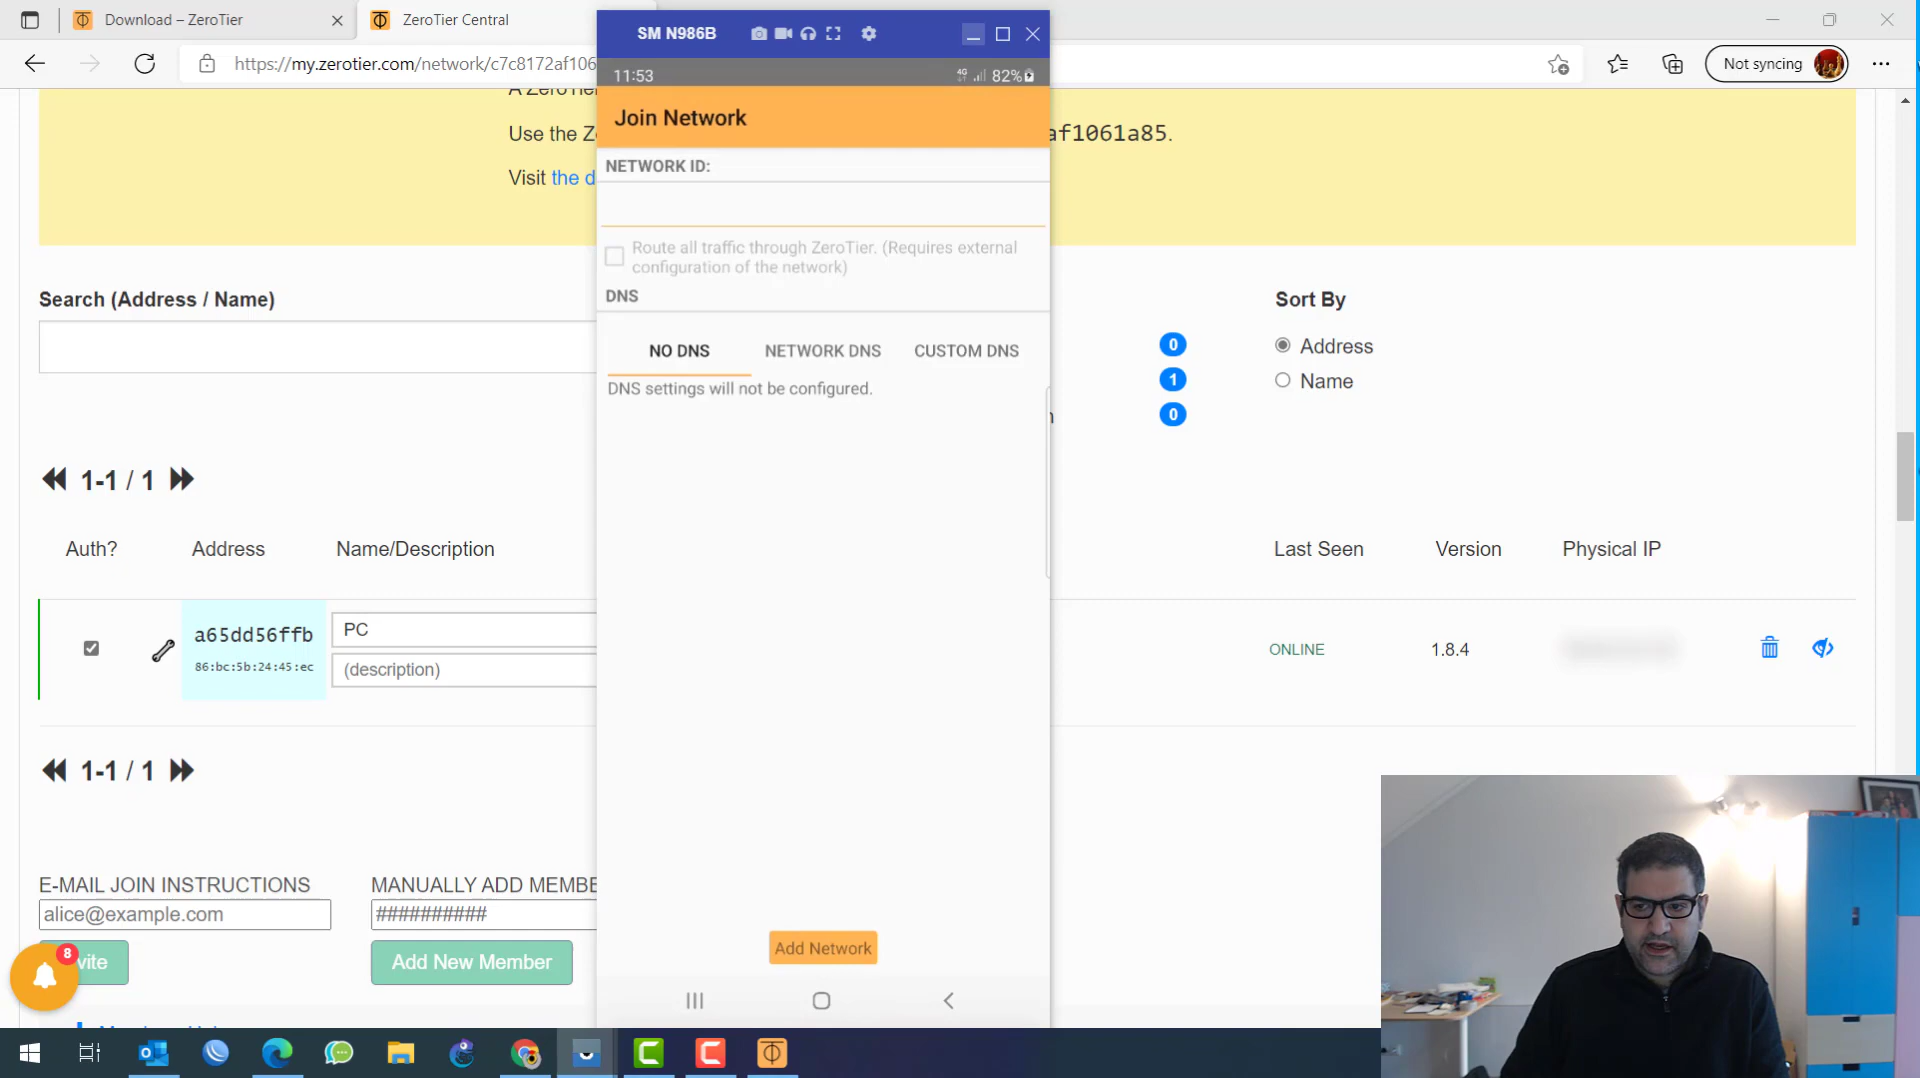 Download – ZeroTier
ZeroTier Central
SM N986B
https://my.zerotier.com/network/c7c8172af106
Not syncing
11:53
82%
A ZeroTie
Join Network
Use the Ze
af1061a85.
NETWORK ID:
Visit the d
Route all traffic through ZeroTier. (Requires external
configuration of the network)
DNS
Search (Address / Name)
Sort By
NO DNS
NETWORK DNS
CUSTOM DNS
DNS settings will not be configured.
0
1
0
Address
Name
1-1 / 1
Auth?
Address
Name/Description
Last Seen
Version
Physical IP
a65dd56ffb
86:bc:5b:24:45:ec
PC
(description)
ONLINE
1.8.4
1-1 / 1
E-MAIL JOIN INSTRUCTIONS
alice@example.com
MANUALLY ADD MEMBE
##########
8
vite
Add New Member
Add Network